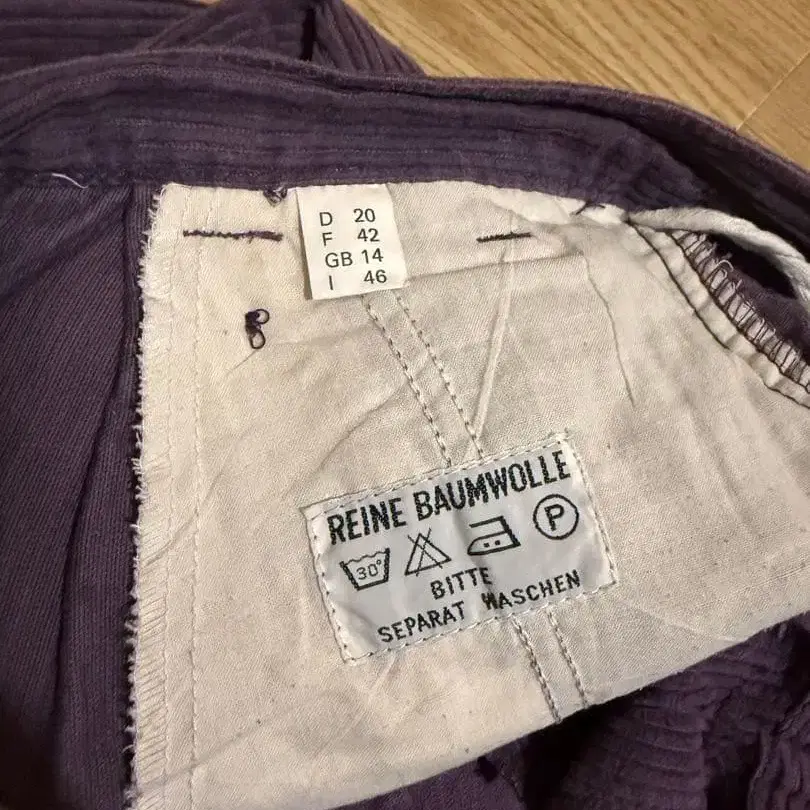 D 20
F 42
GB 14
I 46
REINE BAUMWOLLE
30° P
BITTE
SEPARAT WASCHEN